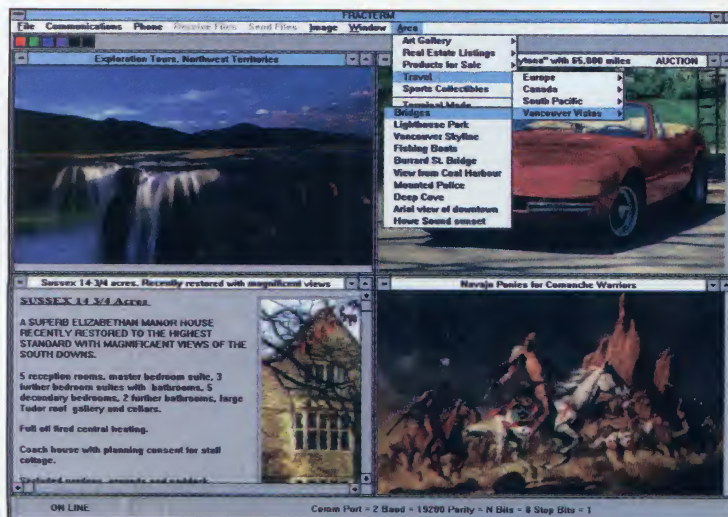 FRACTERM
File Communications Phone Receive Files Send Files Image Window Area
Art Gallery
Real Estate Listings
Products for Sale
Travel
Sports Collectibles
Terminal Mode
Europe
Canada
South Pacific
Vancouver Vistas
Bridges
Lighthouse Park
Vancouver Skyline
Fishing Boats
Burrard St. Bridge
View from Coal Harbour
Mounted Police
Deep Cove
Arial view of downtown
Howe Sound sunset
Exploration Tours, Northwest Territories
ytona" with 65,000 miles AUCTION
Sussex 14-3/4 acres. Recently restored with magnificent views
SUSSEX 14 3/4 Acres
A SUPERB ELIZABETHAN MANOR HOUSE
RECENTLY RESTORED TO THE HIGHEST
STANDARD WITH MAGNIFICAENT VIEWS OF THE
SOUTH DOWNS.
5 reception rooms, master bedroom suite, 3
further bedroom suites with bathrooms, 5
decondary bedrooms, 2 further bathrooms, large
Tudor roof gallery and cellars.
Full oil fired central heating.
Coach house with planning consent for stall
cottage.
Navajo Ponies for Comanche Warriors
ON LINE Comm Port = 2 Baud = 19200 Parity = N Bits = 8 Stop Bits = 1